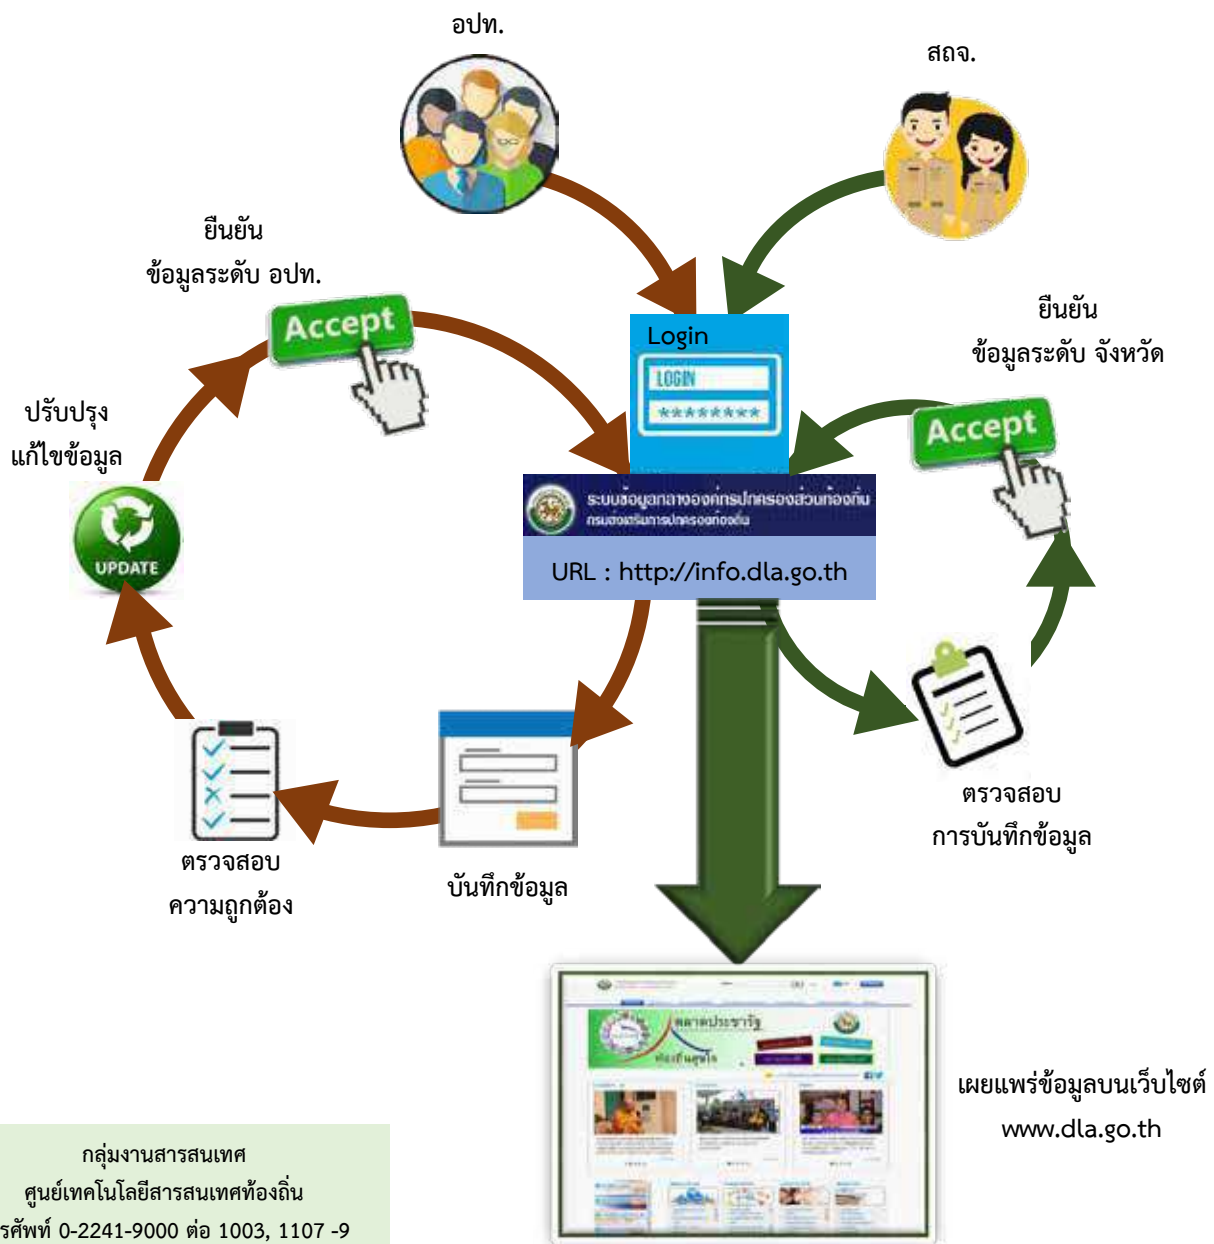 อปท.
สถจ.
ยืนยัน
ข้อมูลระดับ อปท.
Accept
Login
LOGIN
********
ยืนยัน
ข้อมูลระดับ จังหวัด
Accept
ปรับปรุง
แก้ไขข้อมูล
UPDATE
ระบบข้อมูลกลางองค์กรปกครองส่วนท้องถิ่น
กรมส่งเสริมการปกครองท้องถิ่น
URL : http://info.dla.go.th
ตรวจสอบ
ความถูกต้อง
บันทึกข้อมูล
ตรวจสอบ
การบันทึกข้อมูล
ตลาดประชารัฐ
ท้องถิ่นสุขใจ
เผยแพร่ข้อมูลบนเว็บไซต์
www.dla.go.th
กลุ่มงานสารสนเทศ
ศูนย์เทคโนโลยีสารสนเทศท้องถิ่น
รศัพท์ 0-2241-9000 ต่อ 1003, 1107 -9